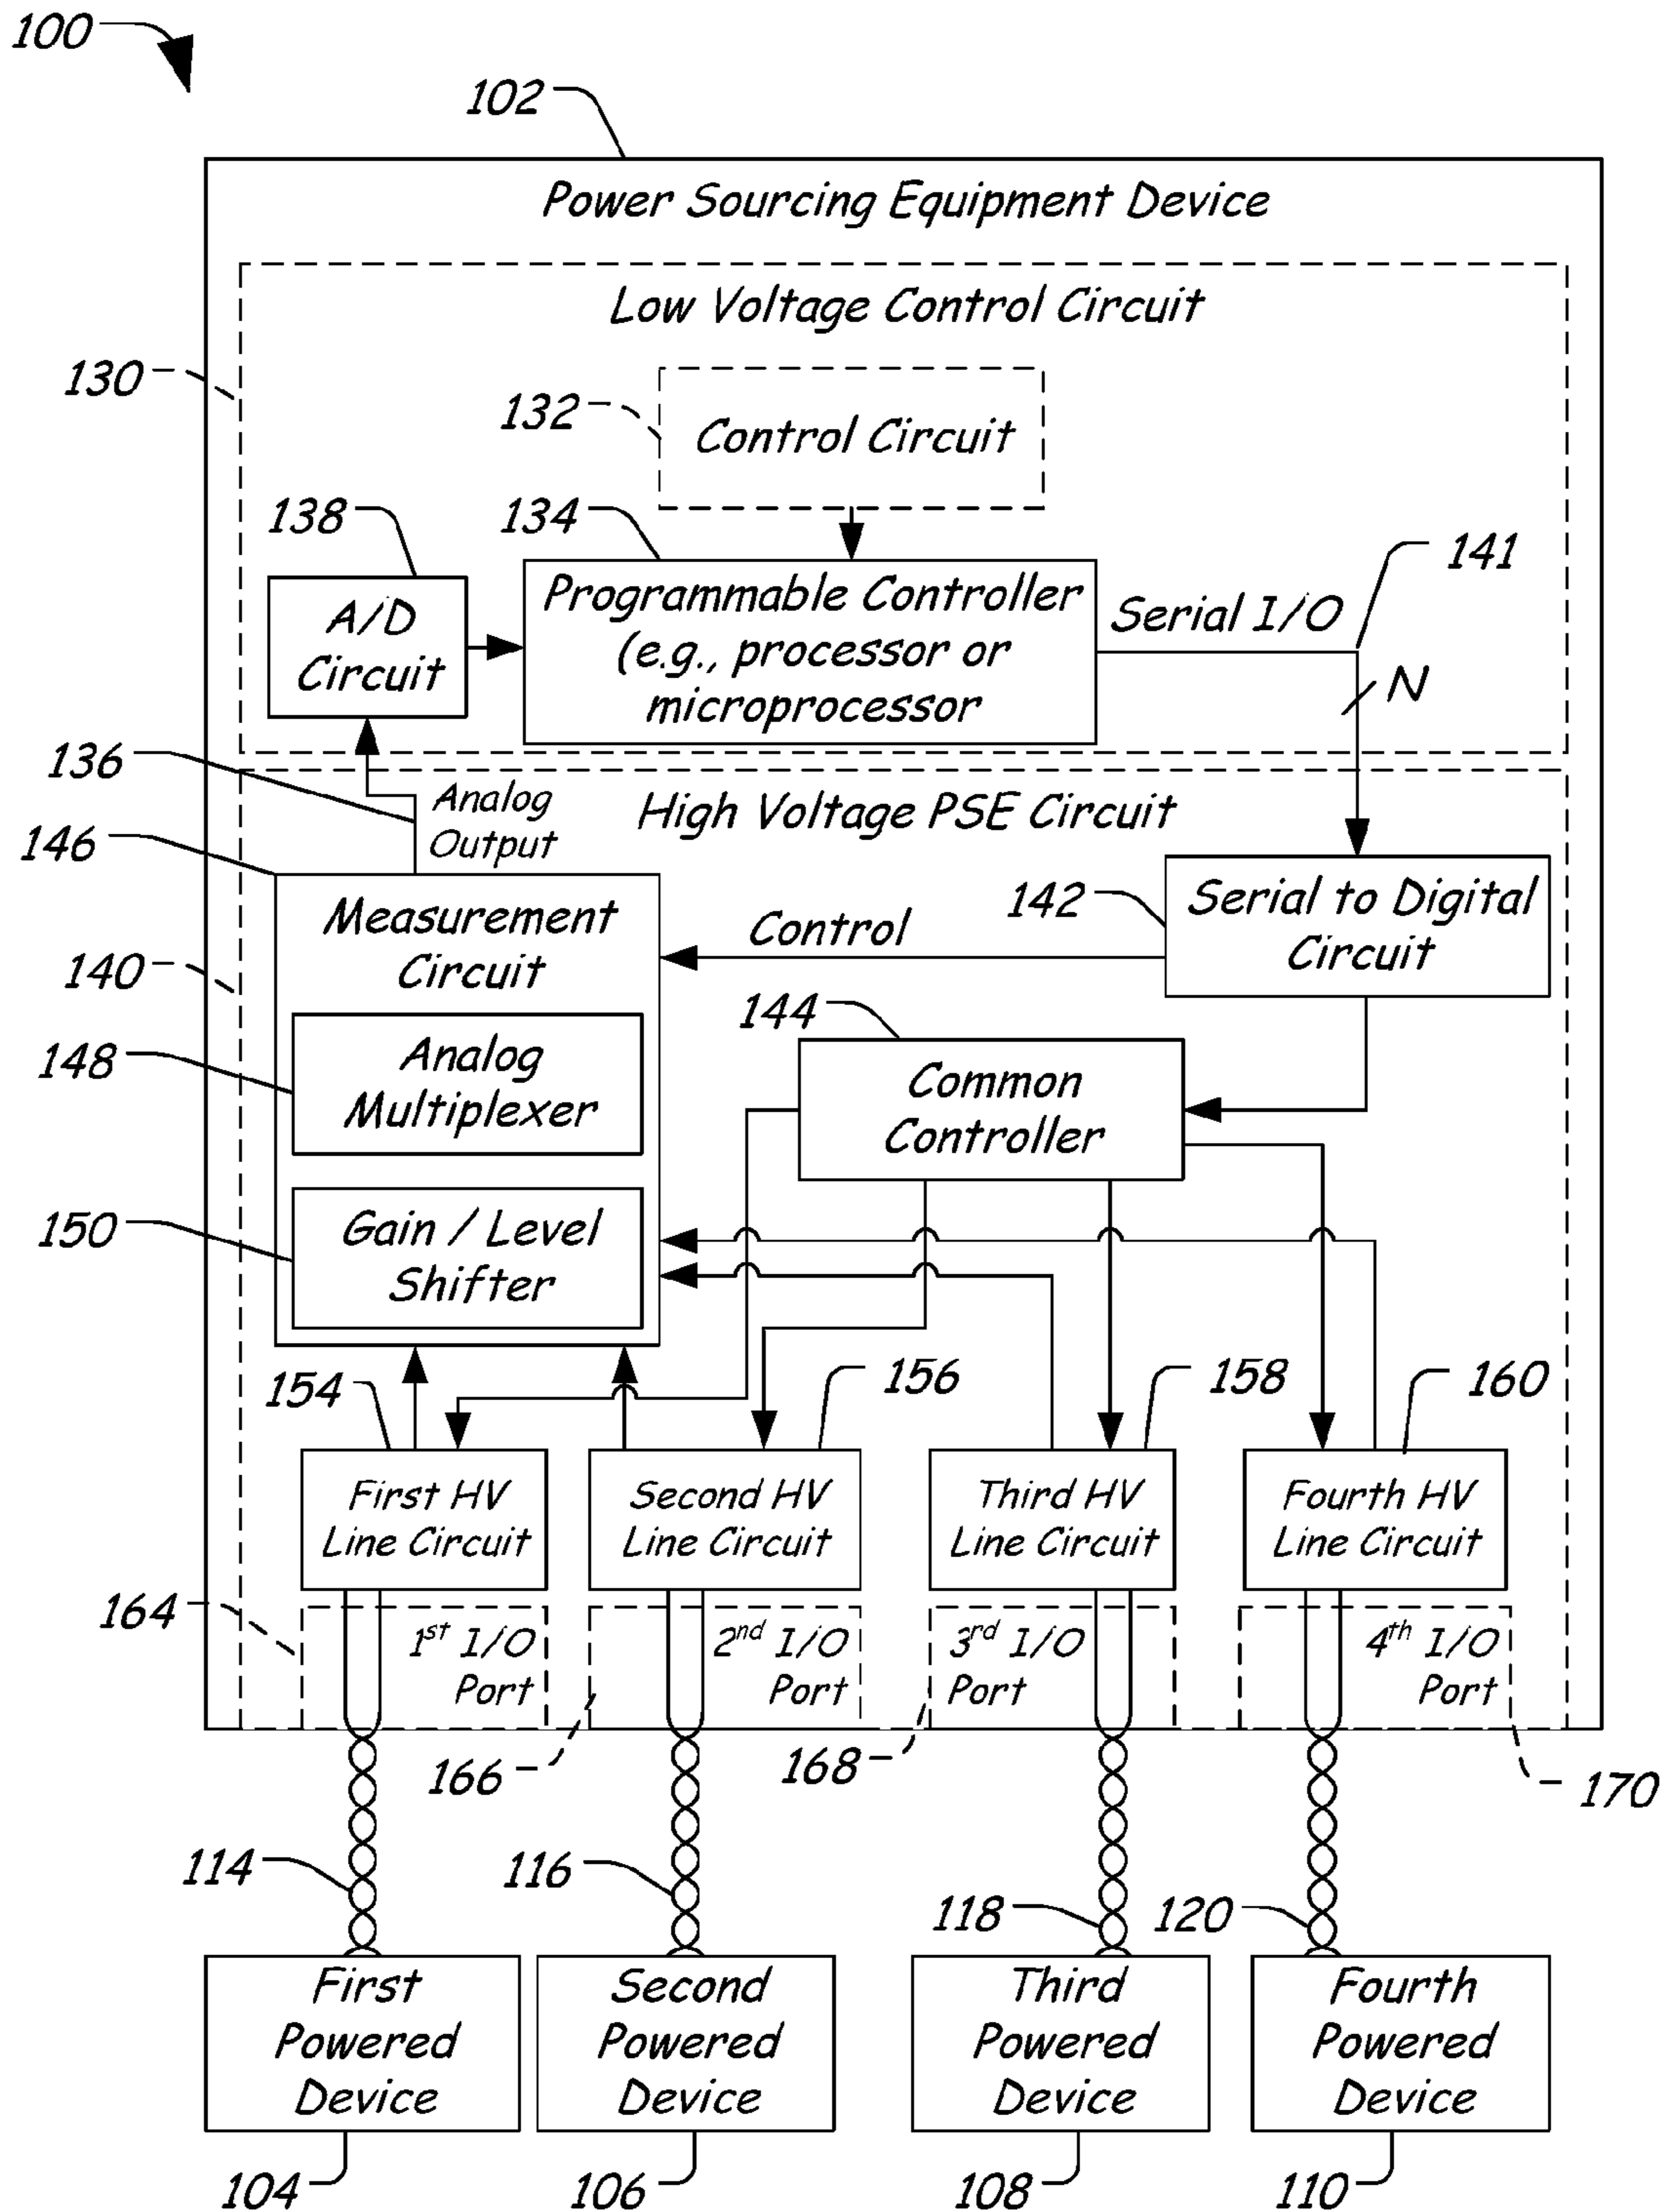 100
102
Power Sourcing Equipment Device
Low Voltage Control Circuit
130
132
Control Circuit
138
134
141
A/D
Circuit
Programmable Controller
(e.g., processor or
microprocessor
Serial I/O
N
136
Analog
Output
High Voltage PSE Circuit
146
Measurement
Circuit
Control
142
Serial to Digital
Circuit
140
144
148
Analog
Multiplexer
Common
Controller
150
Gain / Level
Shifter
154
156
158
160
First HV
Line Circuit
Second HV
Line Circuit
Third HV
Line Circuit
Fourth HV
Line Circuit
164
1st I/O
Port
2nd I/O
Port
3rd I/O
Port
4th I/O
Port
166
168
170
114
116
118
120
First
Powered
Device
Second
Powered
Device
Third
Powered
Device
Fourth
Powered
Device
104
106
108
110